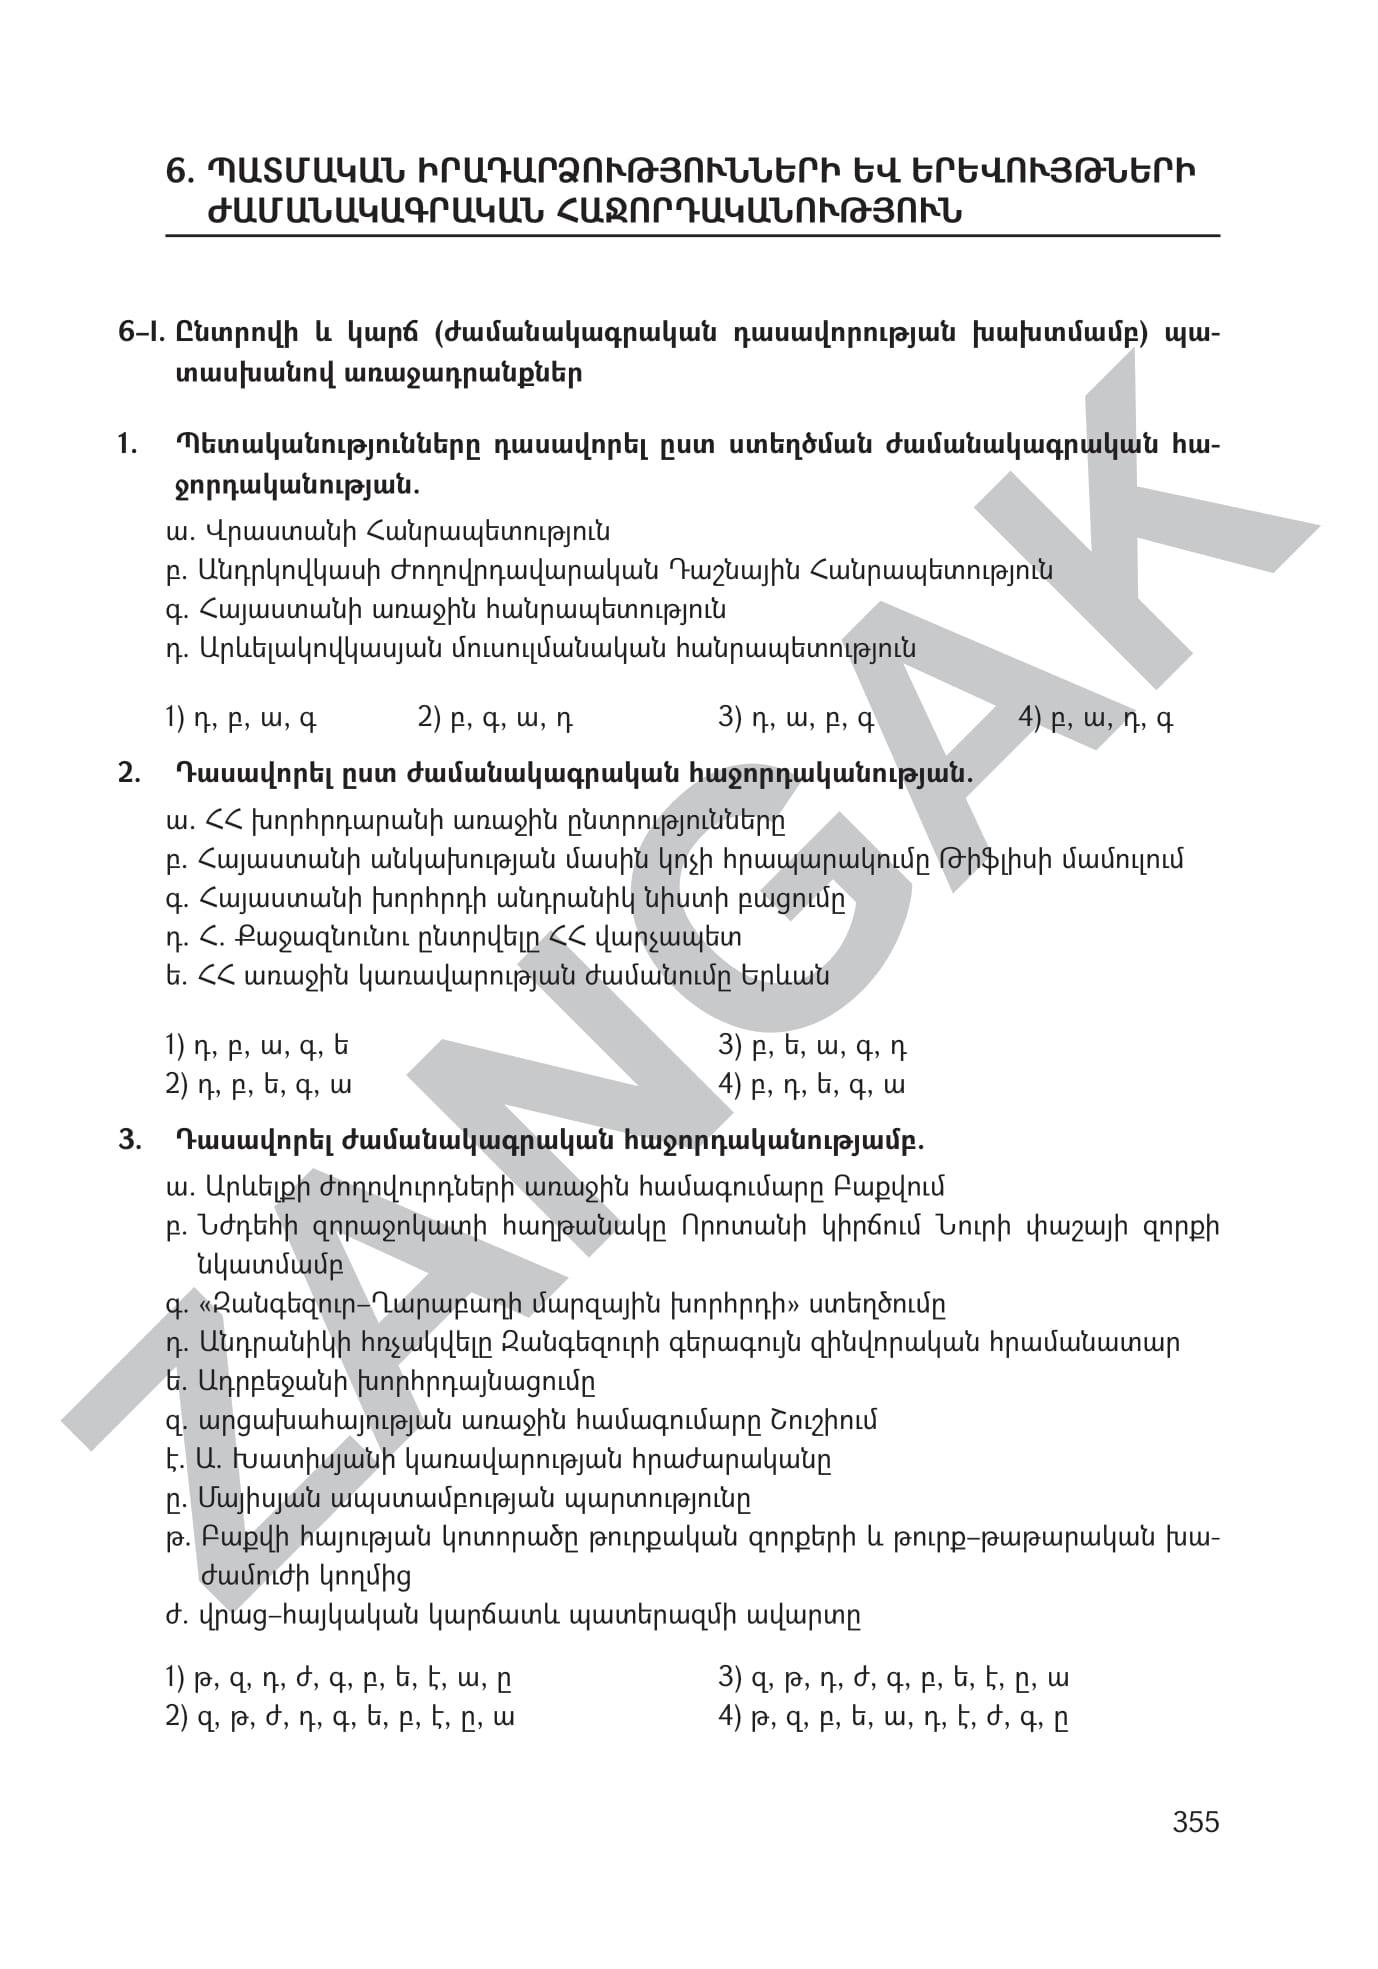 6. ՊԱՏՄԱԿԱՆ ԻՐԱԴԱՐՁՈՒԹՅՈՒՆՆԵՐԻ ԵՎ ԵՐԵՎՈՒՅԹՆԵՐԻ
ԺԱՄԱՆԱԿԱԳՐԱԿԱՆ ՀԱՋՈՐԴԱԿԱՆՈՒԹՅՈՒՆ
6–I. Ընտրովի և կարճ (ժամանակագրական դասավորության խախտմամբ) պա-
տասխանով առաջադրանքներ
1. Պետականությունները դասավորել ըստ ստեղծման ժամանակագրական հա-
ջորդականության.
ա. Վրաստանի Հանրապետություն
բ. Անդրկովկասի Ժողովրդավարական Դաշնային Հանրապետություն
գ. Հայաստանի առաջին հանրապետություն
դ. Արևելակովկասյան մուսուլմանական հանրապետություն
1) դ, բ, ա, գ 2) բ, գ, ա, դ 3) դ, ա, բ, գ 4) բ, ա, դ, գ
2. Դասավորել ըստ ժամանակագրական հաջորդականության.
ա. ՀՀ խորհրդարանի առաջին ընտրությունները
բ. Հայաստանի անկախության մասին կոչի հրապարակումը Թիֆլիսի մամուլում
գ. Հայաստանի խորհրդի անդրանիկ նիստի բացումը
դ. Հ. Քաջազնունու ընտրվելը ՀՀ վարչապետ
ե. ՀՀ առաջին կառավարության ժամանումը Երևան
1) դ, բ, ա, գ, ե 3) բ, ե, ա, գ, դ
2) դ, բ, ե, գ, ա 4) բ, դ, ե, գ, ա
3. Դասավորել ժամանակագրական հաջորդականությամբ.
ա. Արևելքի ժողովուրդների առաջին համագումարը Բաքվում
բ. Նժդեհի զորաջոկատի հաղթանակը Որոտանի կիրճում Նուրի փաշայի զորքի
նկատմամբ
գ. «Զանգեզուր–Ղարաբաղի մարզային խորհրդի» ստեղծումը
դ. Անդրանիկի հռչակվելը Զանգեզուրի գերագույն զինվորական հրամանատար
ե. Ադրբեջանի խորհրդայնացումը
զ. արցախահայության առաջին համագումարը Շուշիում
է. Ա. Խատիսյանի կառավարության հրաժարականը
ը. Մայիսյան ապստամբության պարտությունը
թ. Բաքվի հայության կոտորածը թուրքական զորքերի և թուրք–թաթարական խա-
ժամուժի կողմից
ժ. վրաց–հայկական կարճատև պատերազմի ավարտը
1) թ, զ, դ, ժ, գ, բ, ե, է, ա, ը 3) զ, թ, դ, ժ, գ, բ, ե, է, ը, ա
2) զ, թ, ժ, դ, գ, ե, բ, է, ը, ա 4) թ, զ, բ, ե, ա, դ, է, ժ, գ, ը
355
ZANGAK